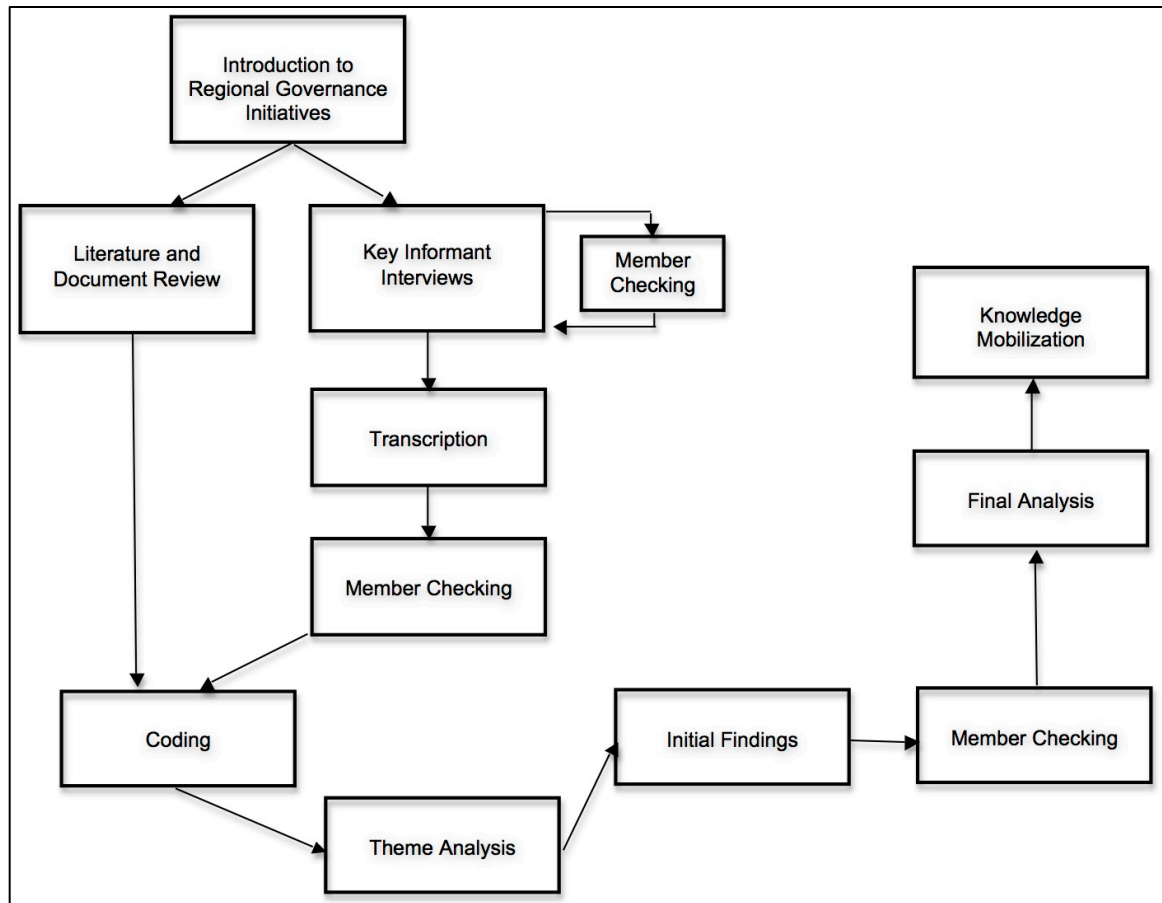 Introduction to
Regional Governance
Initiatives
Literature and
Document Review
Key Informant
Interviews
Member
Checking
Knowledge
Mobilization
Transcription
Final Analysis
Member Checking
Coding
Initial Findings
Member Checking
Theme Analysis